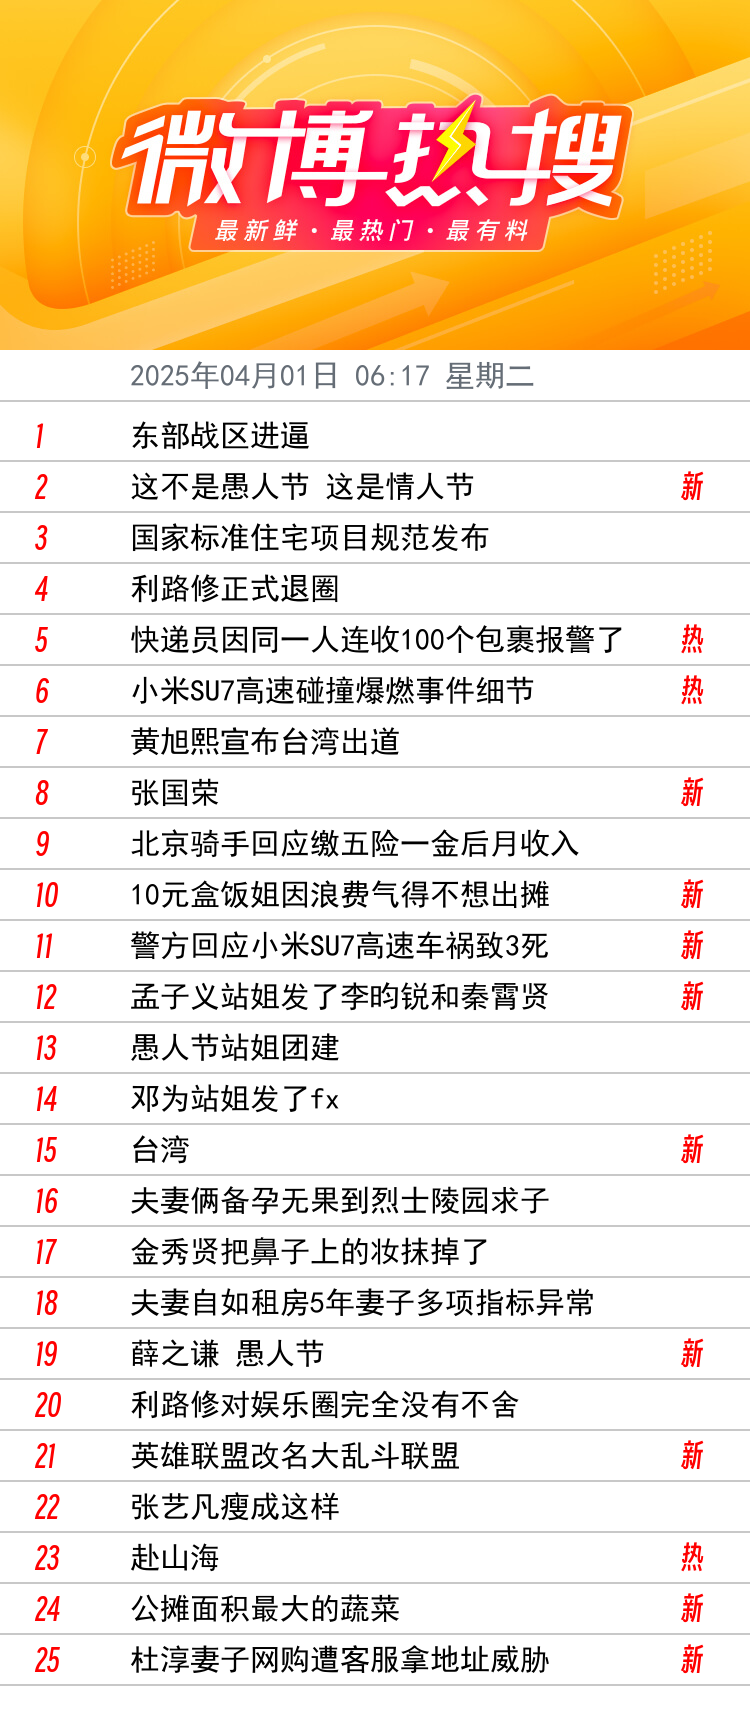 微博热搜
最新鲜·最热门·最有料
2025年04月01日 06:17 星期二
1 东部战区进逼
2 这不是愚人节 这是情人节 新
3 国家标准住宅项目规范发布
4 利路修正式退圈
5 快递员因同一人连收100个包裹报警了 热
6 小米SU7高速碰撞爆燃事件细节 热
7 黄旭熙宣布台湾出道
8 张国荣 新
9 北京骑手回应缴五险一金后月收入
10 10元盒饭姐因浪费气得不想出摊 新
11 警方回应小米SU7高速车祸致3死 新
12 孟子义站姐发了李昀锐和秦霄贤 新
13 愚人节站姐团建
14 邓为站姐发了fx
15 台湾 新
16 夫妻俩备孕无果到烈士陵园求子
17 金秀贤把鼻子上的妆抹掉了
18 夫妻自如租房5年妻子多项指标异常
19 薛之谦 愚人节 新
20 利路修对娱乐圈完全没有不舍
21 英雄联盟改名大乱斗联盟 新
22 张艺凡瘦成这样
23 赴山海 热
24 公摊面积最大的蔬菜 新
25 杜淳妻子网购遭客服拿地址威胁 新